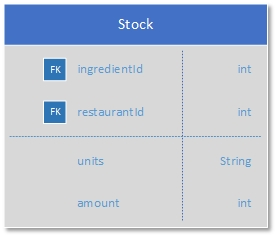 Stock
FK ingredientId int
FK restaurantId int
units String
amount int